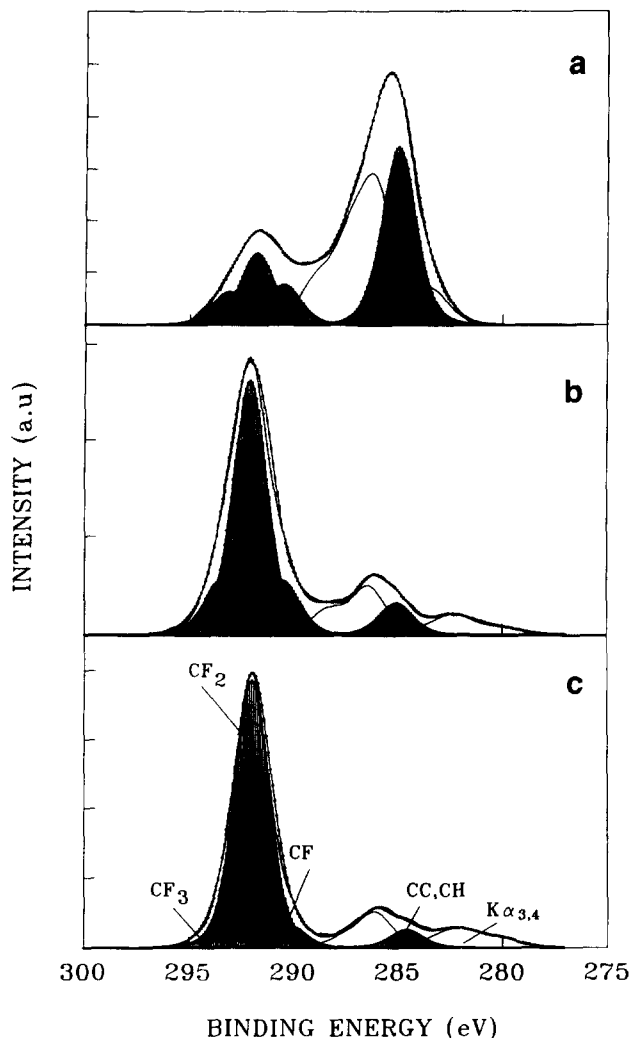 a
b
c
INTENSITY (a.u)
CF2
CF3
CF
CC,CH
Kα3,4
300 295 290 285 280 275
BINDING ENERGY (eV)